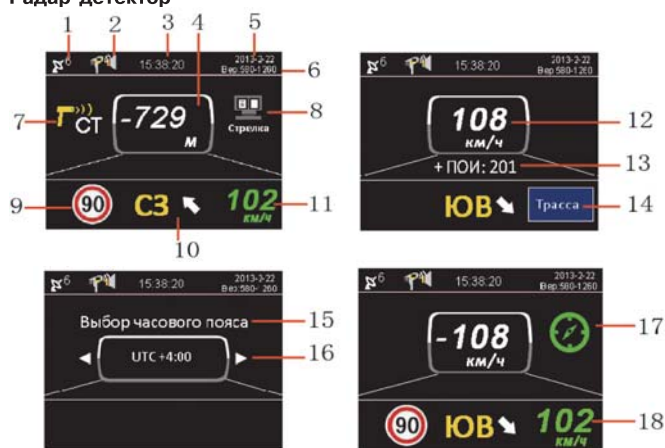 Радар-детектор
1 2 3 4 5
6
15:38:20
2013-2-22
Вер:580-1260
6
7
СТ
-729
М
Стрелка
8
9
90
СЗ
102
км/ч
11
10
6
15:38:20
2013-2-22
Вер:580-1260
108
км/ч
12
+ ПОИ: 201
13
ЮВ
Трасса
14
6
15:38:20
2013-2-22
Вер:580-1260
Выбор часового пояса
15
UTC +4:00
16
6
15:38:20
2013-2-22
Вер:580-1260
-108
км/ч
17
90
ЮВ
102
км/ч
18